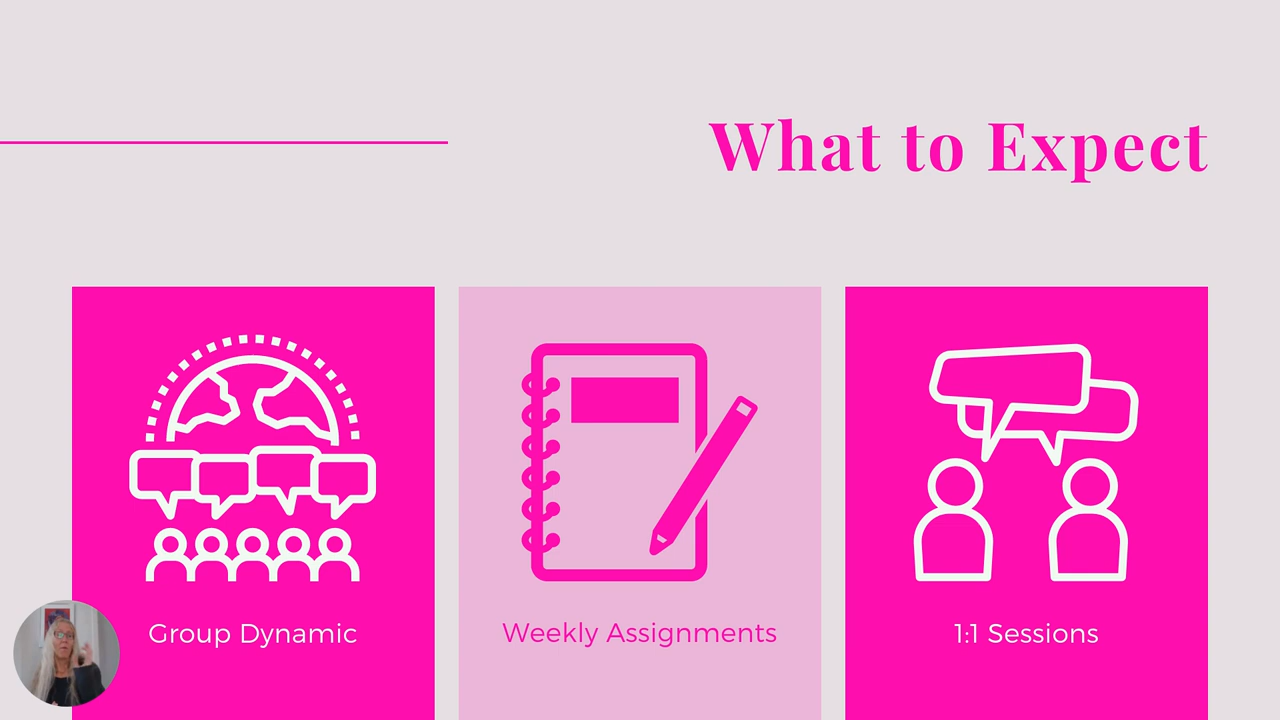 What to Expect
Group Dynamic
Weekly Assignments
1:1 Sessions